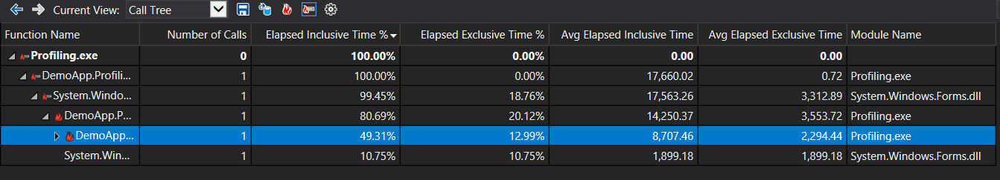 Current View: Call Tree
Function Name Number of Calls Elapsed Inclusive Time % Elapsed Exclusive Time % Avg Elapsed Inclusive Time Avg Elapsed Exclusive Time Module Name
Profiling.exe 0 100.00% 0.00% 0.00 0.00
DemoApp.Profili... 1 100.00% 0.00% 17,660.02 0.72 Profiling.exe
System.Windo... 1 99.45% 18.76% 17,563.26 3,312.89 System.Windows.Forms.dll
DemoApp.P... 1 80.69% 20.12% 14,250.37 3,553.72 Profiling.exe
DemoApp... 1 49.31% 12.99% 8,707.46 2,294.44 Profiling.exe
System.Win... 1 10.75% 10.75% 1,899.18 1,899.18 System.Windows.Forms.dll